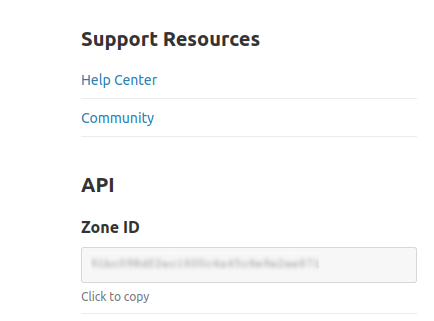 Support Resources
Help Center
Community
API
Zone ID
Click to copy